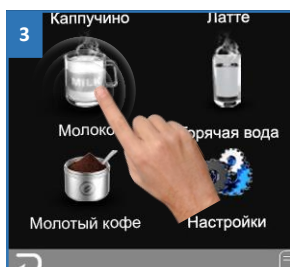 3
Каппучино Латте
MILK
Молоко Горячая вода
Молотый кофе Настройки